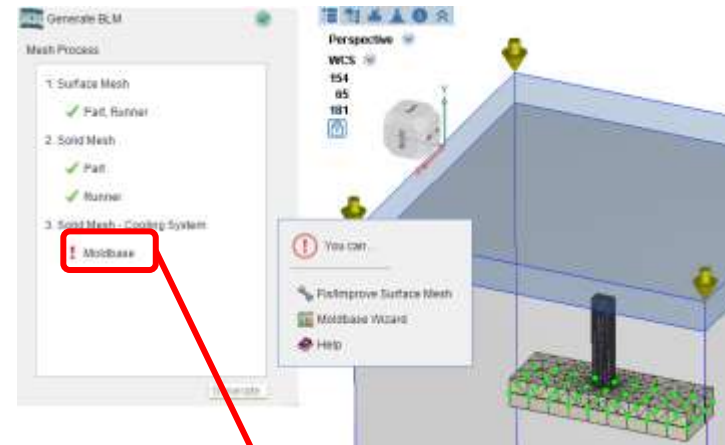 Generate BLM
Mesh Process
1. Surface Mesh
Part, Runner
2. Solid Mesh
Part
Runner
3. Solid Mesh - Cooling System
Moldbase
Generate
Perspective
WCS
154
65
181
Y
You can...
Fix/Improve Surface Mesh
Moldbase Wizard
Help